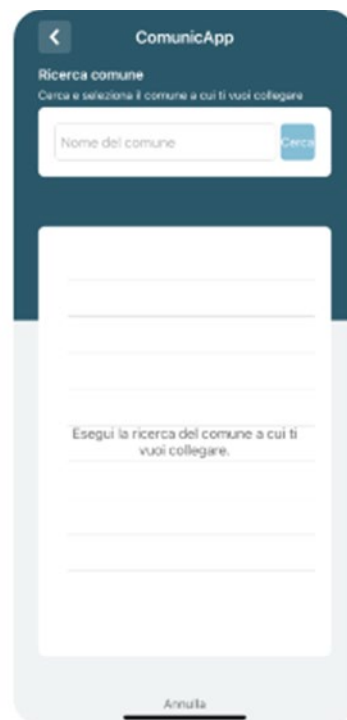 ComunicApp
Ricerca comune
Cerca e seleziona il comune a cui ti vuoi collegare
Nome del comune
Cerca
Esegui la ricerca del comune a cui ti
vuoi collegare.
Annulla